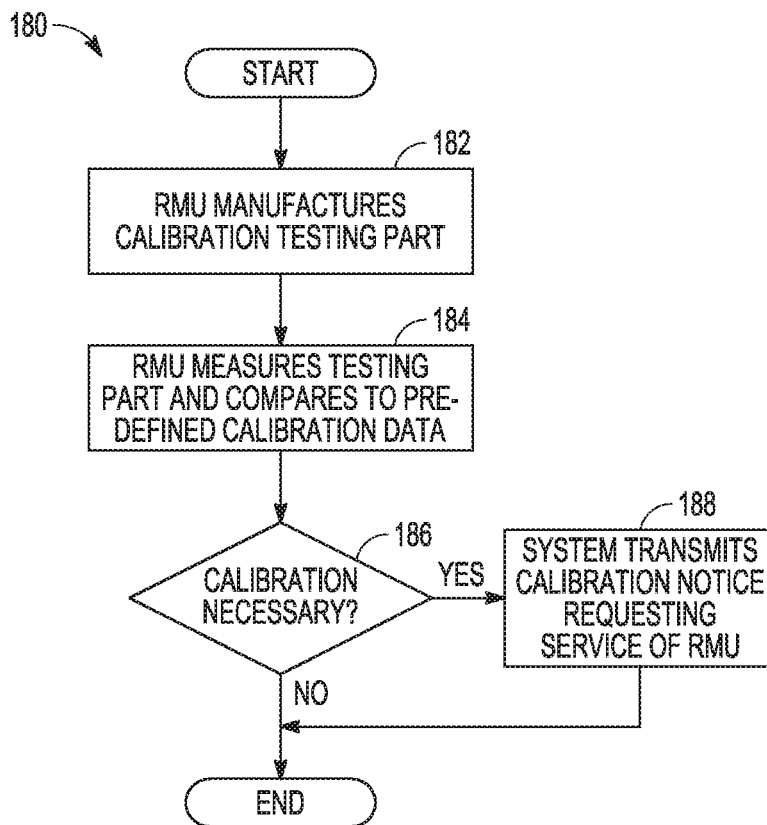 180
START
182
RMU MANUFACTURES
CALIBRATION TESTING PART
184
RMU MEASURES TESTING
PART AND COMPARES TO PRE-
DEFINED CALIBRATION DATA
186
CALIBRATION
NECESSARY?
YES
188
SYSTEM TRANSMITS
CALIBRATION NOTICE
REQUESTING
SERVICE OF RMU
NO
END